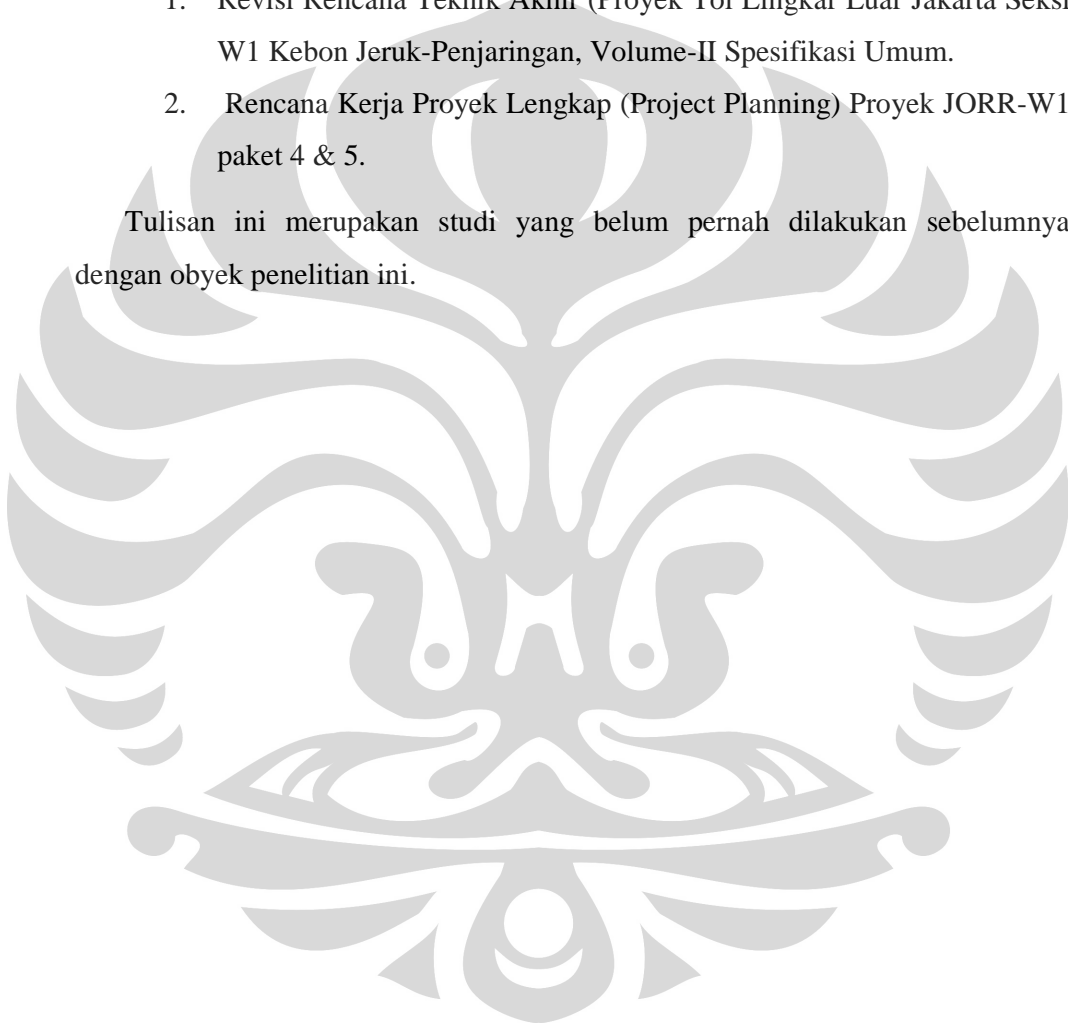 1. Revisi Rencana Teknik Akhir (Proyek Tol Lingkar Luar Jakarta Seksi
W1 Kebon Jeruk-Penjaringan, Volume-II Spesifikasi Umum.
2. Rencana Kerja Proyek Lengkap (Project Planning) Proyek JORR-W1
paket 4 & 5.
Tulisan ini merupakan studi yang belum pernah dilakukan sebelumnya
dengan obyek penelitian ini.